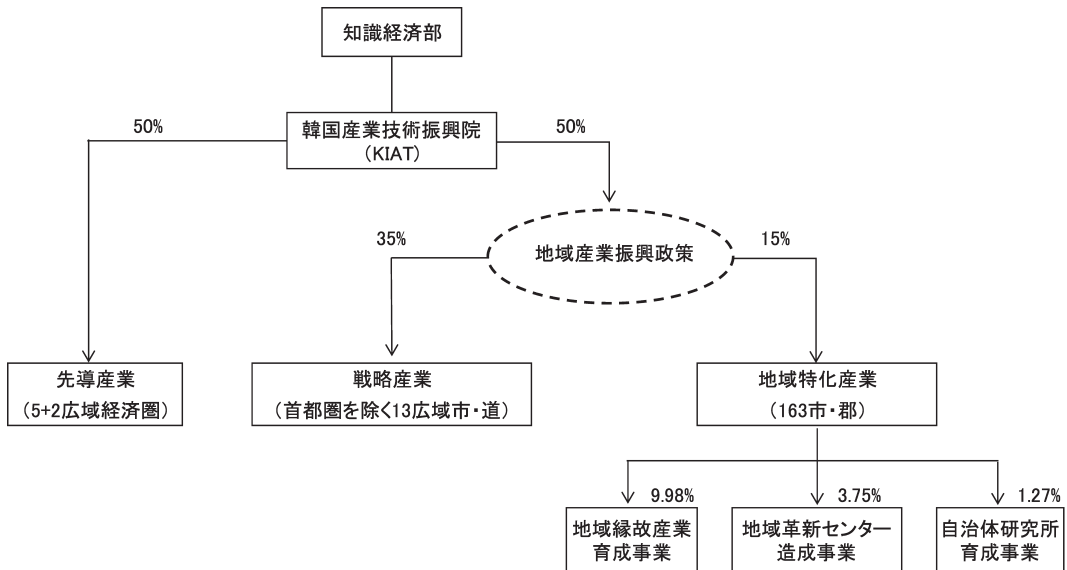 知識経済部
50%
韓国産業技術振興院
(KIAT)
50%
35%
地域産業振興政策
15%
先導産業
(5+2広域経済圏)
戦略産業
(首都圏を除く13広域市・道)
地域特化産業
(163市・郡)
9.98%
3.75%
1.27%
地域縁故産業
育成事業
地域革新センター
造成事業
自治体研究所
育成事業